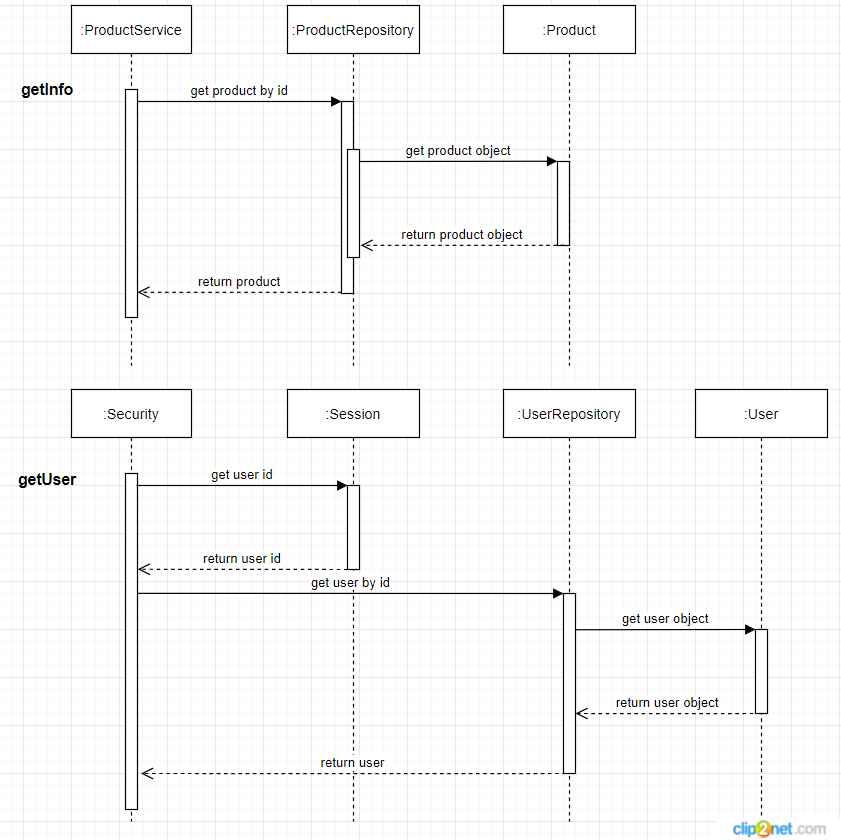 :ProductService
:ProductRepository
:Product
getInfo
get product by id
get product object
return product object
return product
:Security
:Session
:UserRepository
:User
getUser
get user id
return user id
get user by id
get user object
return user object
return user
clip2net.com